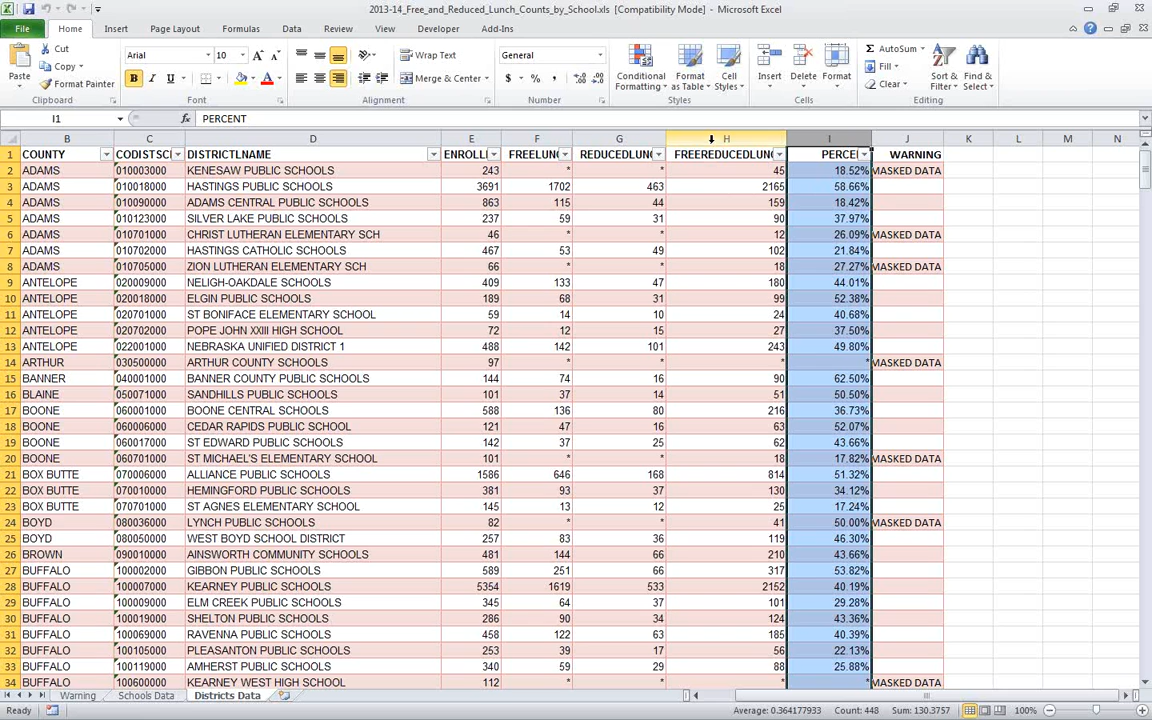 2013-14_Free_and_Reduced_Lunch_Counts_by_School.xls [Compatibility Mode] - Microsoft Excel
File Home Insert Page Layout Formulas Data Review View Developer Add-Ins
Paste Cut Copy Format Painter Clipboard
Arial 10 B I U A Font
Wrap Text Merge & Center Alignment
General $ % , Number
Conditional Formatting Format as Table Cell Styles Styles
Insert Delete Format Cells
AutoSum Fill Clear Sort & Filter Find & Select Editing
I1 fx PERCENT
B C D E F G H I J K L M N
1 COUNTY CODISTSC DISTRICTNAME ENROLL FREELUN REDUCEDLUN FREEREDUCEDLUN PERCE WARNING
2 ADAMS 010003000 KENESAW PUBLIC SCHOOLS 243 * * 45 18.52% MASKED DATA
3 ADAMS 010018000 HASTINGS PUBLIC SCHOOLS 3691 1702 463 2165 58.66%
4 ADAMS 010090000 ADAMS CENTRAL PUBLIC SCHOOLS 863 115 44 159 18.42%
5 ADAMS 010123000 SILVER LAKE PUBLIC SCHOOLS 237 59 31 90 37.97%
6 ADAMS 010701000 CHRIST LUTHERAN ELEMENTARY SCH 46 * * 12 26.09% MASKED DATA
7 ADAMS 010702000 HASTINGS CATHOLIC SCHOOLS 467 53 49 102 21.84%
8 ADAMS 010705000 ZION LUTHERAN ELEMENTARY SCH 66 * * 18 27.27% MASKED DATA
9 ANTELOPE 020009000 NELIGH-OAKDALE SCHOOLS 409 133 47 180 44.01%
10 ANTELOPE 020018000 ELGIN PUBLIC SCHOOLS 189 68 31 99 52.38%
11 ANTELOPE 020701000 ST BONIFACE ELEMENTARY SCHOOL 59 14 10 24 40.68%
12 ANTELOPE 020702000 POPE JOHN XXIII HIGH SCHOOL 72 12 15 27 37.50%
13 ANTELOPE 022001000 NEBRASKA UNIFIED DISTRICT 1 488 142 101 243 49.80%
14 ARTHUR 030500000 ARTHUR COUNTY SCHOOLS 97 * * * * MASKED DATA
15 BANNER 040001000 BANNER COUNTY PUBLIC SCHOOLS 144 74 16 90 62.50%
16 BLAINE 050071000 SANDHILLS PUBLIC SCHOOLS 101 37 14 51 50.50%
17 BOONE 060001000 BOONE CENTRAL SCHOOLS 588 136 80 216 36.73%
18 BOONE 060006000 CEDAR RAPIDS PUBLIC SCHOOLS 121 47 16 63 52.07%
19 BOONE 060017000 ST EDWARD PUBLIC SCHOOLS 142 37 25 62 43.66%
20 BOONE 060701000 ST MICHAEL'S ELEMENTARY SCHOOL 101 * * 18 17.82% MASKED DATA
21 BOX BUTTE 070006000 ALLIANCE PUBLIC SCHOOLS 1586 646 168 814 51.32%
22 BOX BUTTE 070010000 HEMINGFORD PUBLIC SCHOOLS 381 93 37 130 34.12%
23 BOX BUTTE 070701000 ST AGNES ELEMENTARY SCHOOL 145 13 12 25 17.24%
24 BOYD 080036000 LYNCH PUBLIC SCHOOLS 82 * * 41 50.00% MASKED DATA
25 BOYD 080050000 WEST BOYD SCHOOL DISTRICT 257 83 36 119 46.30%
26 BROWN 090010000 AINSWORTH COMMUNITY SCHOOLS 481 144 66 210 43.66%
27 BUFFALO 100002000 GIBBON PUBLIC SCHOOLS 589 251 66 317 53.82%
28 BUFFALO 100007000 KEARNEY PUBLIC SCHOOLS 5354 1619 533 2152 40.19%
29 BUFFALO 100009000 ELM CREEK PUBLIC SCHOOLS 345 64 37 101 29.28%
30 BUFFALO 100019000 SHELTON PUBLIC SCHOOLS 286 90 34 124 43.36%
31 BUFFALO 100069000 RAVENNA PUBLIC SCHOOLS 458 122 63 185 40.39%
32 BUFFALO 100105000 PLEASANTON PUBLIC SCHOOLS 253 39 17 56 22.13%
33 BUFFALO 100119000 AMHERST PUBLIC SCHOOLS 340 59 29 88 25.88%
34 BUFFALO 100600000 KEARNEY WEST HIGH SCHOOL 112 * * * * MASKED DATA
Warning Schools Data Districts Data
Ready Average: 0.364177933 Count: 448 Sum: 130.3757 100%